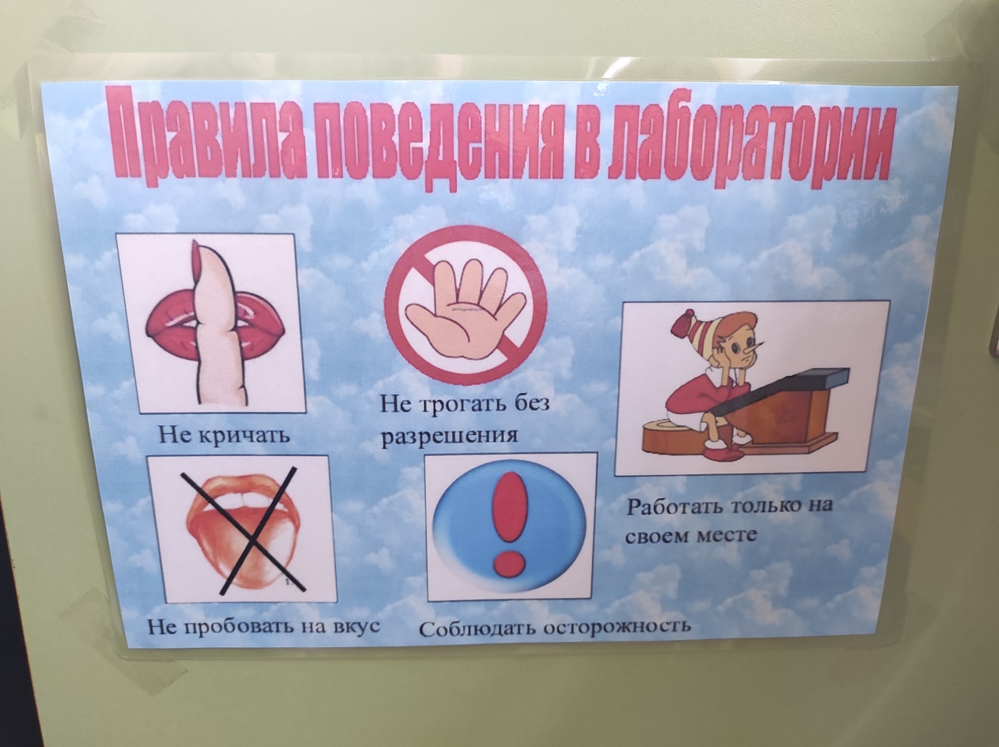 Правила поведения в лаборатории
Не кричать
Не трогать без
разрешения
Работать только на
своем месте
Не пробовать на вкус
Соблюдать осторожность